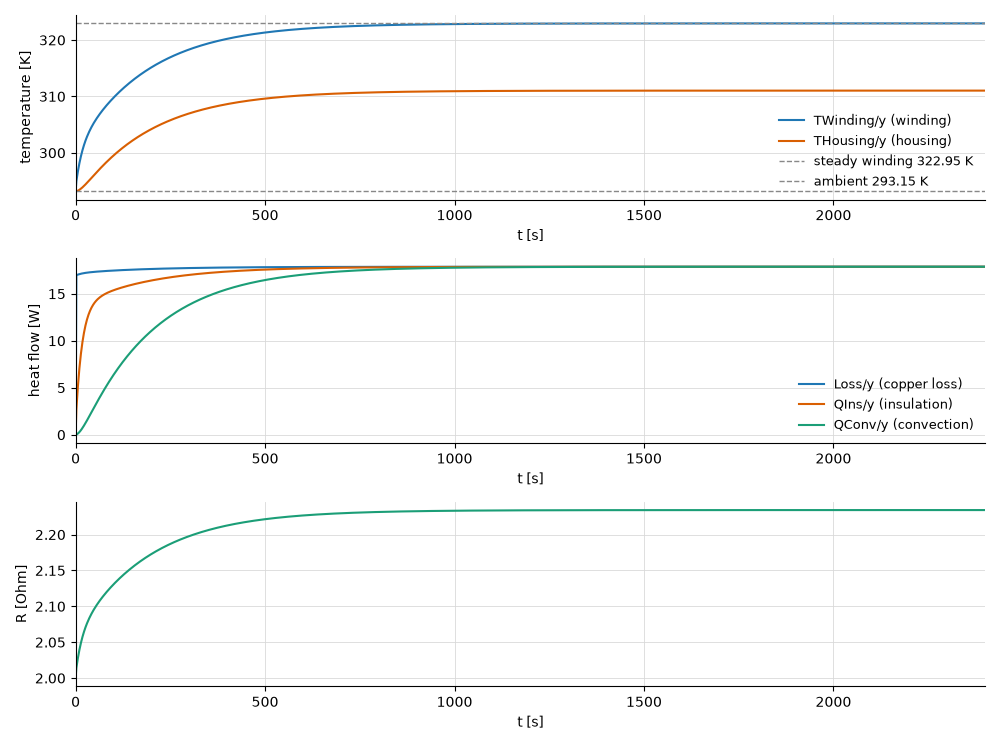 temperature [K]
320
310
300
TWinding/y (winding)
THousing/y (housing)
steady winding 322.95 K
ambient 293.15 K
0 500 1000 1500 2000
t [s]
heat flow [W]
15
10
5
0
Loss/y (copper loss)
QIns/y (insulation)
QConv/y (convection)
0 500 1000 1500 2000
t [s]
R [Ohm]
2.20
2.15
2.10
2.05
2.00
0 500 1000 1500 2000
t [s]